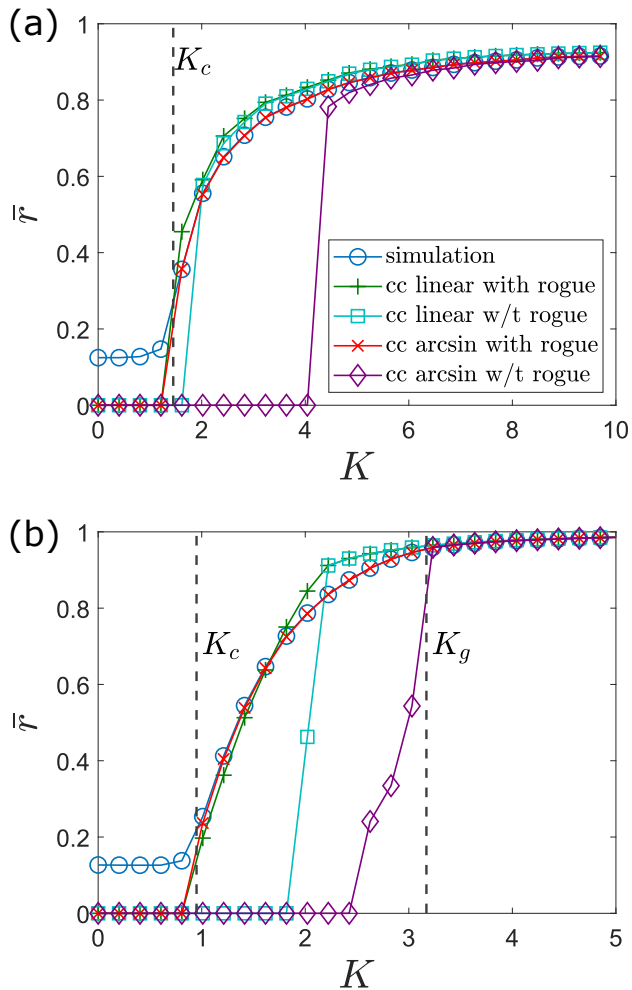 (a)
1
0.8
0.6
0.4
0.2
0
r̄
K_c
simulation
cc linear with rogue
cc linear w/t rogue
cc arcsin with rogue
cc arcsin w/t rogue
0 2 4 6 8 10
K
(b)
1
0.8
0.6
0.4
0.2
0
r̄
K_c
K_g
0 1 2 3 4 5
K